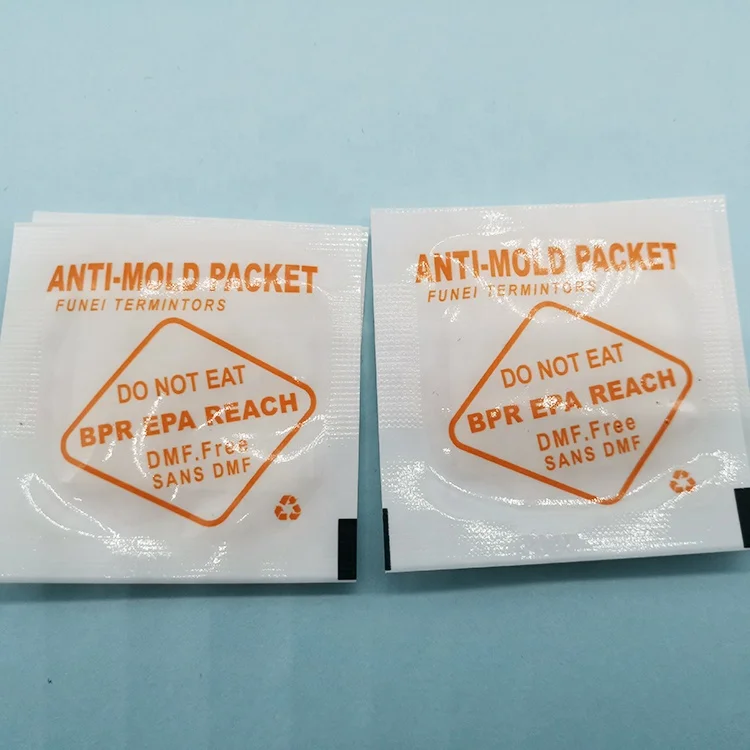 ANTI-MOLD PACKET
FUNEI TERMINTORS
DO NOT EAT
BPR EPA REACH
DMF.Free
SANS DMF
ANTI-MOLD PACKET
FUNEI TERMINTORS
DO NOT EAT
BPR EPA REACH
DMF.Free
SANS DMF